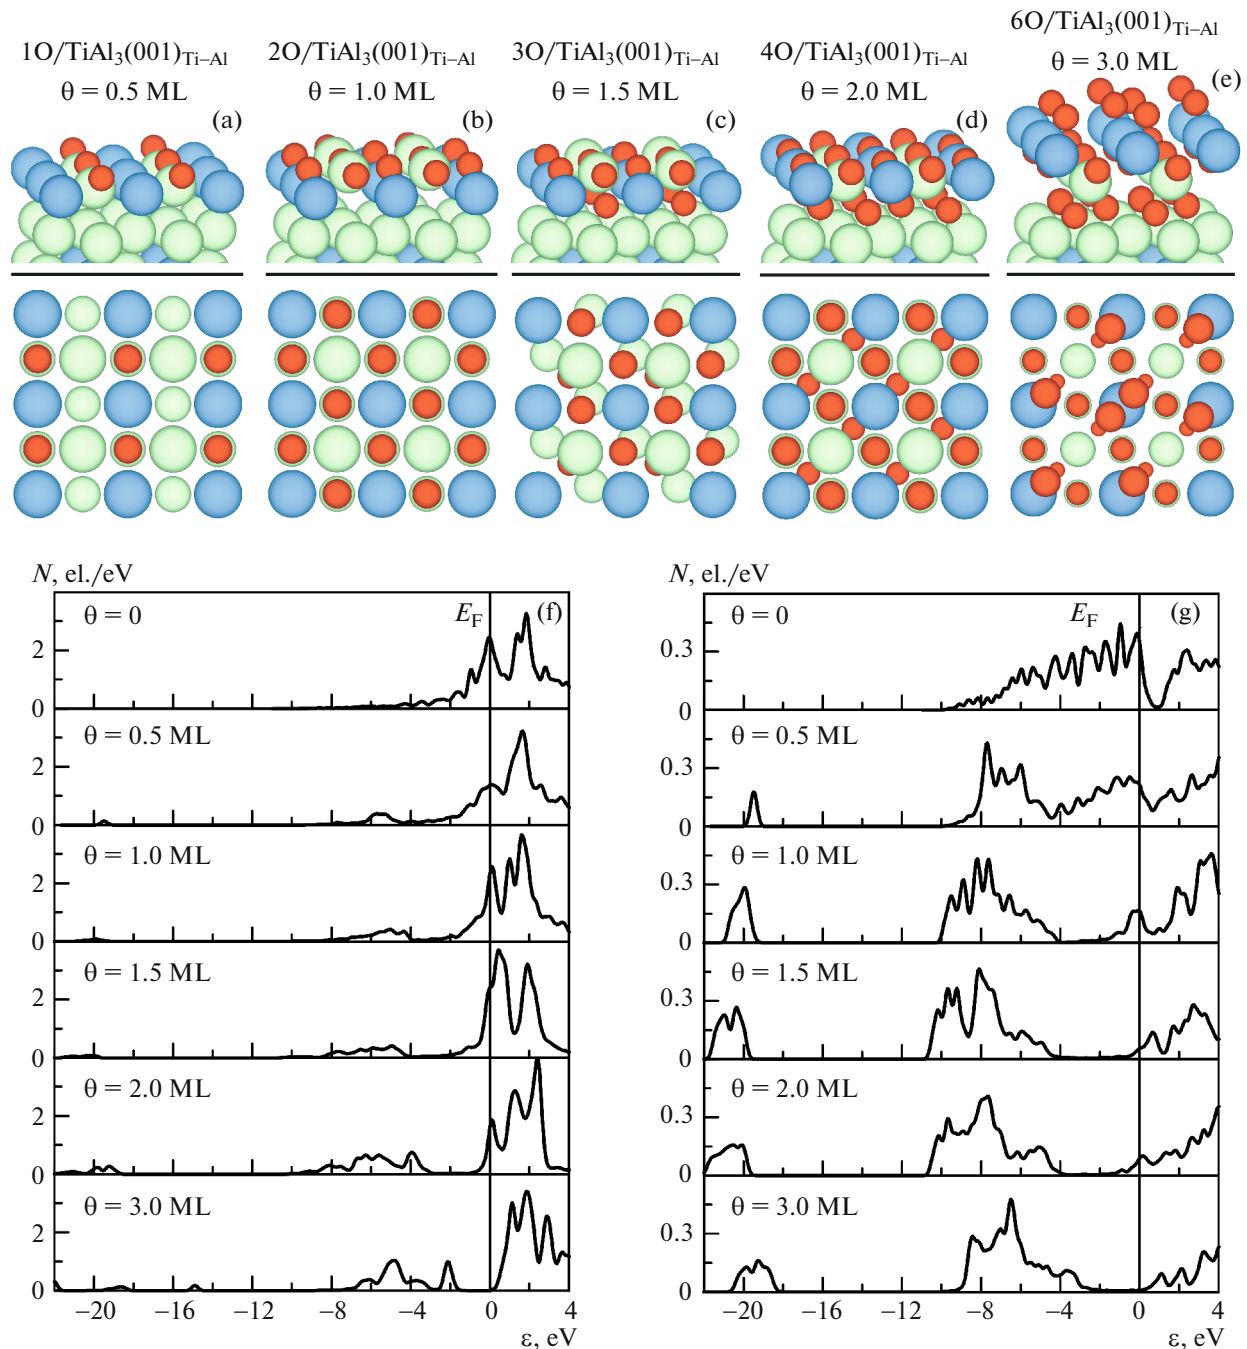 1O/TiAl₃(001)Ti–Al
θ = 0.5 ML
(a)
2O/TiAl₃(001)Ti–Al
θ = 1.0 ML
(b)
3O/TiAl₃(001)Ti–Al
θ = 1.5 ML
(c)
4O/TiAl₃(001)Ti–Al
θ = 2.0 ML
(d)
6O/TiAl₃(001)Ti–Al
θ = 3.0 ML
(e)
N, el./eV
θ = 0
E_F
(f)
2
0
θ = 0.5 ML
2
0
θ = 1.0 ML
2
0
θ = 1.5 ML
2
0
θ = 2.0 ML
2
0
θ = 3.0 ML
2
0
−20 −16 −12 −8 −4 0 4
ε, eV
N, el./eV
θ = 0
E_F
(g)
0.3
0
θ = 0.5 ML
0.3
0
θ = 1.0 ML
0.3
0
θ = 1.5 ML
0.3
0
θ = 2.0 ML
0.3
0
θ = 3.0 ML
0.3
0
−20 −16 −12 −8 −4 0 4
ε, eV